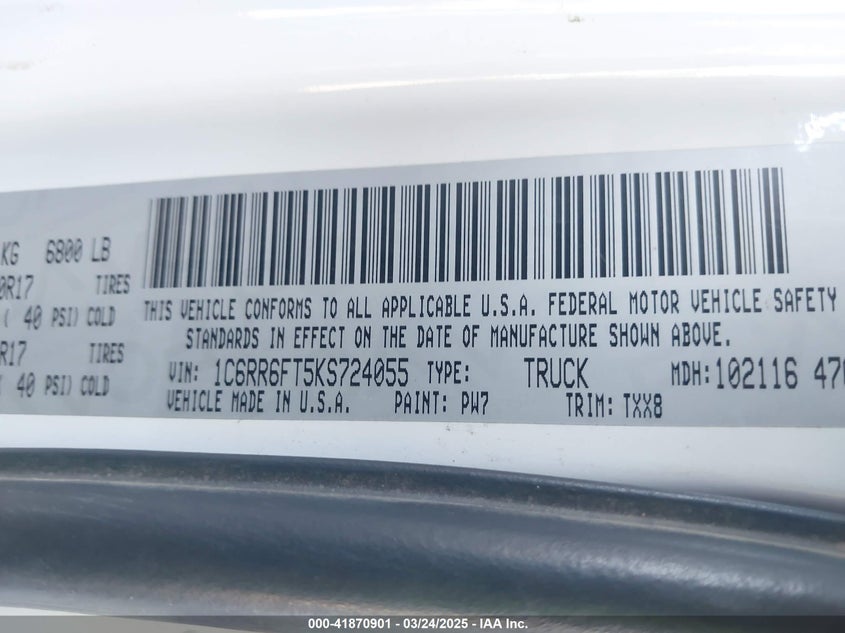 KG 6800 LB
0R17 TIRES
( 40 PSI) COLD
R17 TIRES
( 40 PSI) COLD
THIS VEHICLE CONFORMS TO ALL APPLICABLE U.S.A. FEDERAL MOTOR VEHICLE SAFETY
STANDARDS IN EFFECT ON THE DATE OF MANUFACTURE SHOWN ABOVE.
VIN: 1C6RR6FT5KS724055 TYPE: TRUCK MDH: 102116 470
VEHICLE MADE IN U.S.A. PAINT: PW7 TRIM: TXX8
000-41870901 - 03/24/2025 - IAA Inc.